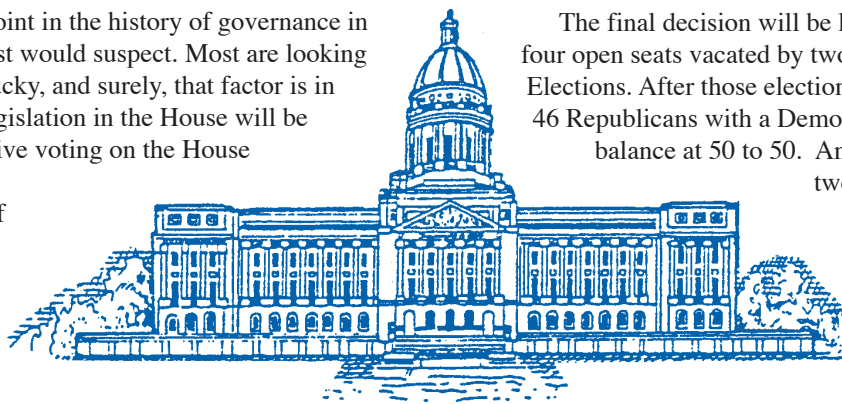 oint in the history of governance in
st would suspect. Most are looking
ucky, and surely, that factor is in
gislation in the House will be
ive voting on the House
f
The final decision will be
four open seats vacated by two
Elections. After those election
46 Republicans with a Demo
balance at 50 to 50. An
two